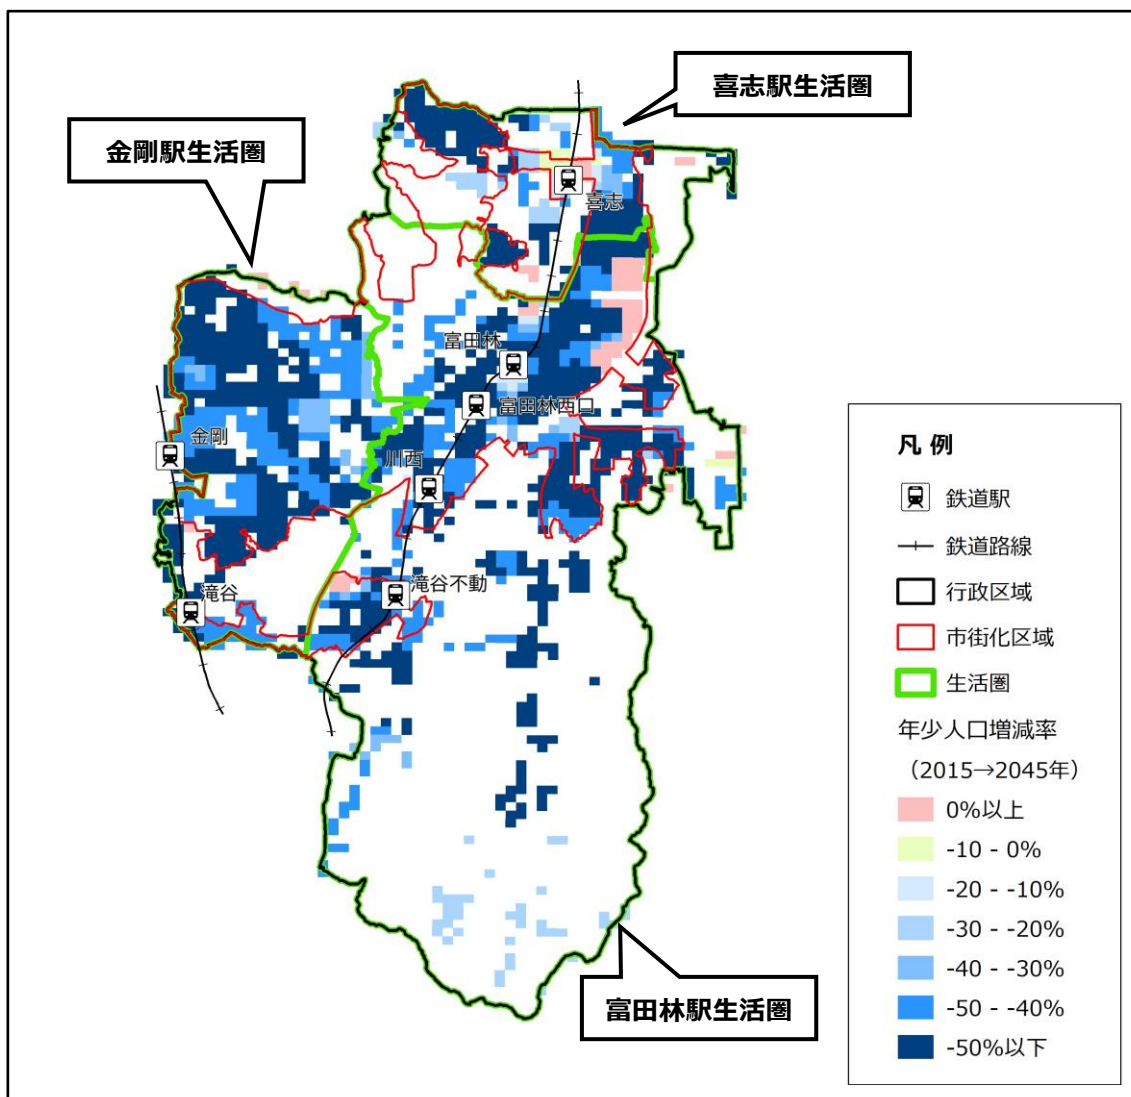 喜志駅生活圏
金剛駅生活圏
喜志
富田林
富田林西口
金剛
川西
滝谷不動
滝谷
富田林駅生活圏
凡 例
鉄道駅
鉄道路線
行政区域
市街化区域
生活圏
年少人口増減率
（2015→2045年）
0%以上
-10 - 0%
-20 - -10%
-30 - -20%
-40 - -30%
-50 - -40%
-50%以下